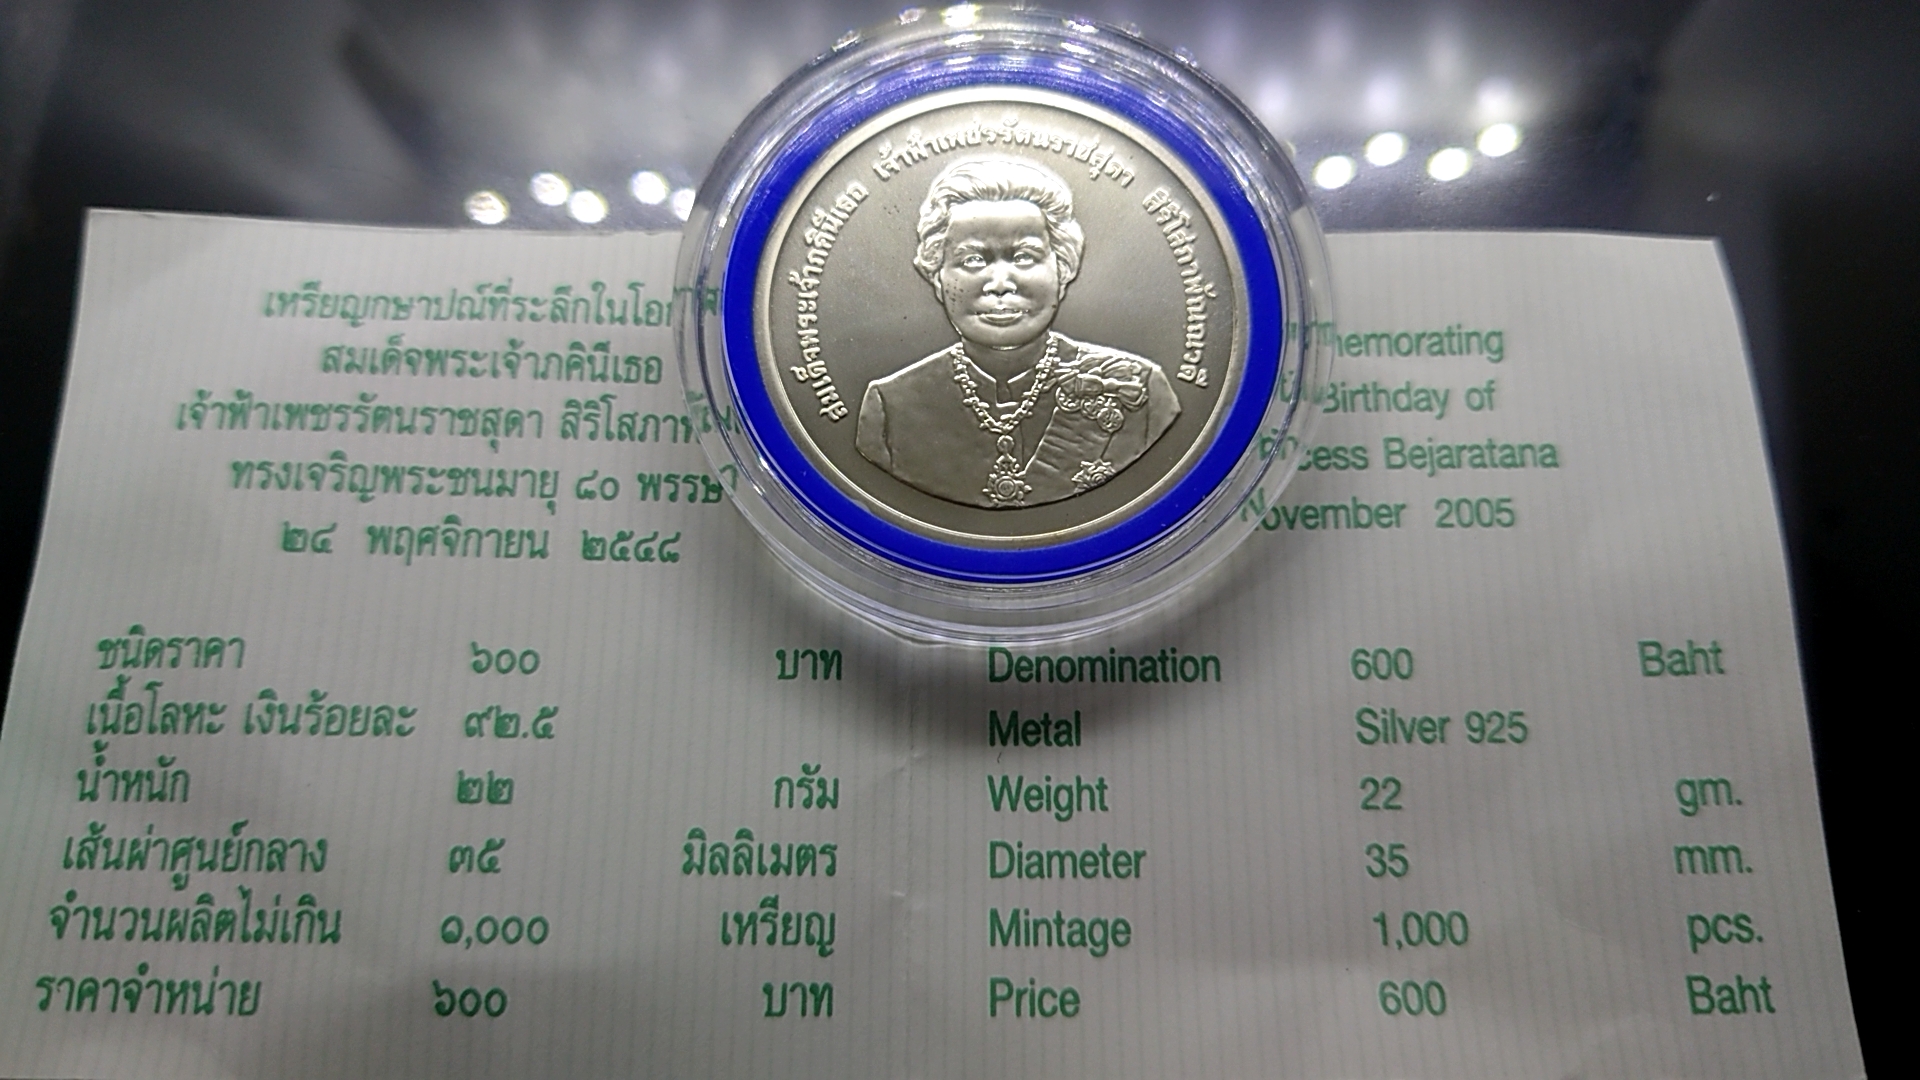 สมเด็จพระเจ้าภคินีเธอ เจ้าฟ้าเพชรรัตนราชสุดา สิริโสภาพัณณวดี
เหรียญกษาปณ์ที่ระลึกในโอกาส
สมเด็จพระเจ้าภคินีเธอ
เจ้าฟ้าเพชรรัตนราชสุดา
ทรงเจริญพระชนมายุ ๘๐ พรรษา
๒๔ พฤศจิกายน ๒๕๔๘
ชนิดราคา ๖๐๐ บาท
เนื้อโลหะ เงินร้อยละ ๙๒.๕
น้ำหนัก ๒๒ กรัม
เส้นผ่าศูนย์กลาง ๓๕ มิลลิเมตร
จำนวนผลิตไม่เกิน ๑,๐๐๐ เหรียญ
ราคาจำหน่าย ๖๐๐ บาท
Birthday of
Bejaratana
November 2005
Denomination 600 Baht
Metal Silver 925
Weight 22 gm.
Diameter 35 mm.
Mintage 1,000 pcs.
Price 600 Baht